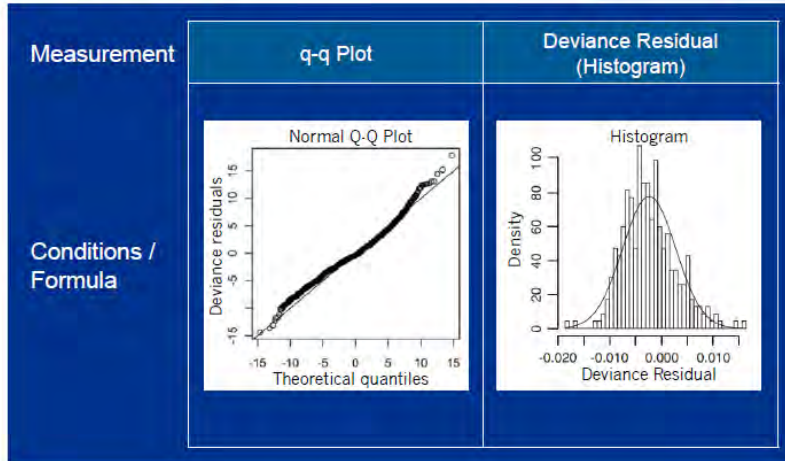 Measurement
q-q Plot
Deviance Residual
(Histogram)
Conditions /
Formula
Normal Q-Q Plot
Deviance residuals
15
10
5
0
-5
-15
-15 -10 -5 0 5 10 15
Theoretical quantiles
Histogram
Density
100
80
60
40
20
0
-0.020 -0.010 0.000 0.010
Deviance Residual